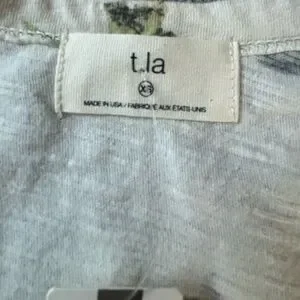 t.la
XS
MADE IN USA / FABRIQUÉ AUX ÉTATS-UNIS